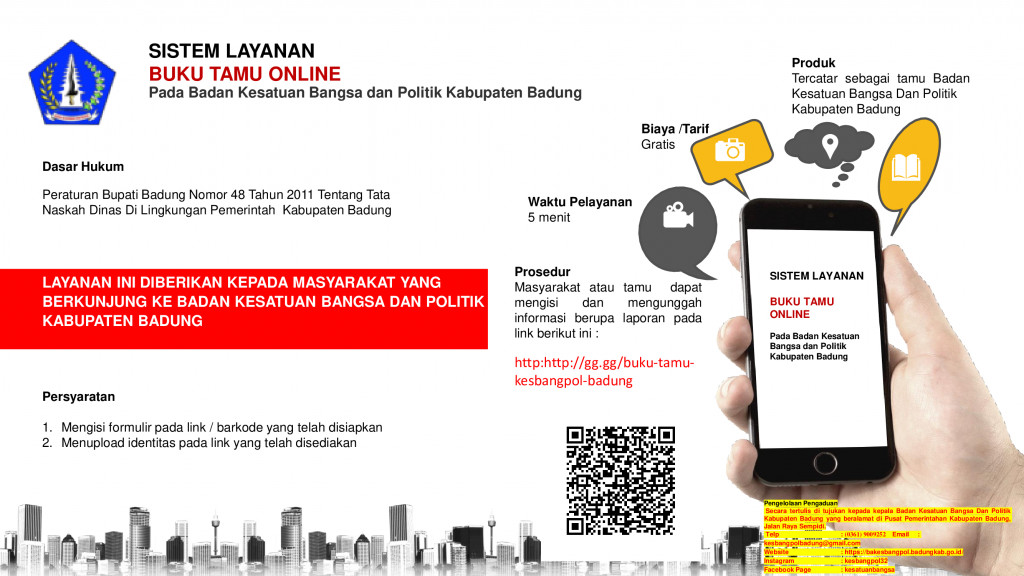 SISTEM LAYANAN
BUKU TAMU ONLINE
Pada Badan Kesatuan Bangsa dan Politik Kabupaten Badung
Dasar Hukum
Peraturan Bupati Badung Nomor 48 Tahun 2011 Tentang Tata
Naskah Dinas Di Lingkungan Pemerintah Kabupaten Badung
LAYANAN INI DIBERIKAN KEPADA MASYARAKAT YANG
BERKUNJUNG KE BADAN KESATUAN BANGSA DAN POLITIK
KABUPATEN BADUNG
Persyaratan
1. Mengisi formulir pada link / barkode yang telah disiapkan
2. Menupload identitas pada link yang telah disediakan
Produk
Tercatar sebagai tamu Badan
Kesatuan Bangsa Dan Politik
Kabupaten Badung
Biaya /Tarif
Gratis
Waktu Pelayanan
5 menit
Prosedur
Masyarakat atau tamu dapat
mengisi dan mengunggah
informasi berupa laporan pada
link berikut ini :
http:http://gg.gg/buku-tamu-
kesbangpol-badung
SISTEM LAYANAN
BUKU TAMU
ONLINE
Pada Badan Kesatuan
Bangsa dan Politik
Kabupaten Badung
Pengelolaan Pengaduan
Secara tertulis di tujukan kepada kepala Badan Kesatuan Bangsa Dan Politik
Kabupaten Badung yang beralamat di Pusat Pemerintahan Kabupaten Badung,
Jalan Raya Sempidi.
Telp : (0361) 9009252 Email :
kesbangpolbadung@gmail.com
Website : https://bakesbangpol.badungkab.go.id/
Instagram : kesbangpol32
Facebook Page : kesatuanbangsa